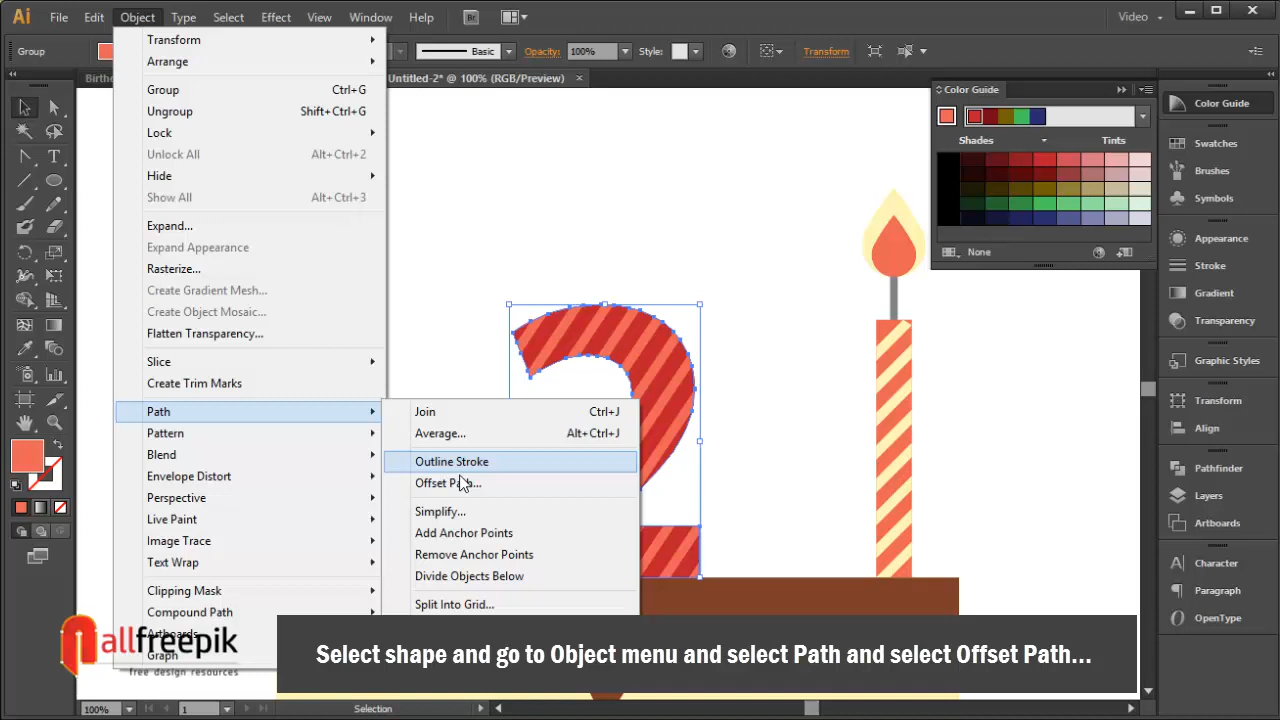 Ai File Edit Object Type Select Effect View Window Help Br Video
Group Basic Opacity: 100% Style: Transform
Untitled-2* @ 100% (RGB/Preview) ×
Transform
Arrange
Group Ctrl+G
Ungroup Shift+Ctrl+G
Lock
Unlock All Alt+Ctrl+2
Hide
Show All Alt+Ctrl+3
Expand...
Expand Appearance
Rasterize...
Create Gradient Mesh...
Create Object Mosaic...
Flatten Transparency...
Slice
Create Trim Marks
Path
Pattern
Blend
Envelope Distort
Perspective
Live Paint
Image Trace
Text Wrap
Clipping Mask
Compound Path
Artboards
Graph
Join Ctrl+J
Average... Alt+Ctrl+J
Outline Stroke
Offset Path...
Simplify...
Add Anchor Points
Remove Anchor Points
Divide Objects Below
Split Into Grid...
Color Guide
Shades Tints
None
Color Guide
Swatches
Brushes
Symbols
Appearance
Stroke
Gradient
Transparency
Graphic Styles
Transform
Align
Pathfinder
Layers
Artboards
Character
Paragraph
OpenType
allfreepik
free design resources
Select shape and go to Object menu and select Path and select Offset Path...
100% 1 Selection